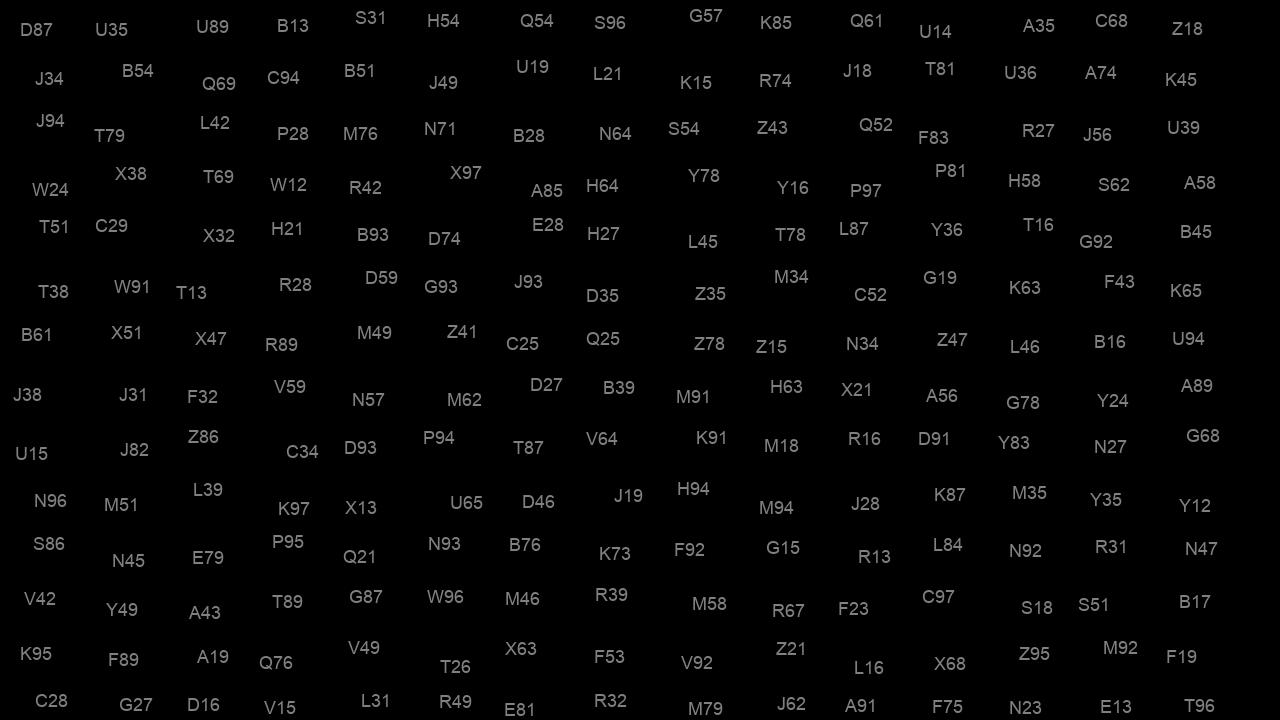 D87 U35 U89 B13 S31 H54 Q54 S96 G57 K85 Q61 U14 A35 C68 Z18
J34 B54 Q69 C94 B51 J49 U19 L21 K15 R74 J18 T81 U36 A74 K45
J94 T79 L42 P28 M76 N71 B28 N64 S54 Z43 Q52 F83 R27 J56 U39
W24 X38 T69 W12 R42 X97 A85 H64 Y78 Y16 P97 P81 H58 S62 A58
T51 C29 X32 H21 B93 D74 E28 H27 L45 T78 L87 Y36 T16 G92 B45
T38 W91 T13 R28 D59 G93 J93 D35 Z35 M34 C52 G19 K63 F43 K65
B61 X51 X47 R89 M49 Z41 C25 Q25 Z78 Z15 N34 Z47 L46 B16 U94
J38 J31 F32 V59 N57 M62 D27 B39 M91 H63 X21 A56 G78 Y24 A89
U15 J82 Z86 C34 D93 P94 T87 V64 K91 M18 R16 D91 Y83 N27 G68
N96 M51 L39 K97 X13 U65 D46 J19 H94 M94 J28 K87 M35 Y35 Y12
S86 N45 E79 P95 Q21 N93 B76 K73 F92 G15 R13 L84 N92 R31 N47
V42 Y49 A43 T89 G87 W96 M46 R39 M58 R67 F23 C97 S18 S51 B17
K95 F89 A19 Q76 V49 T26 X63 F53 V92 Z21 L16 X68 Z95 M92 F19
C28 G27 D16 V15 L31 R49 E81 R32 M79 J62 A91 F75 N23 E13 T96